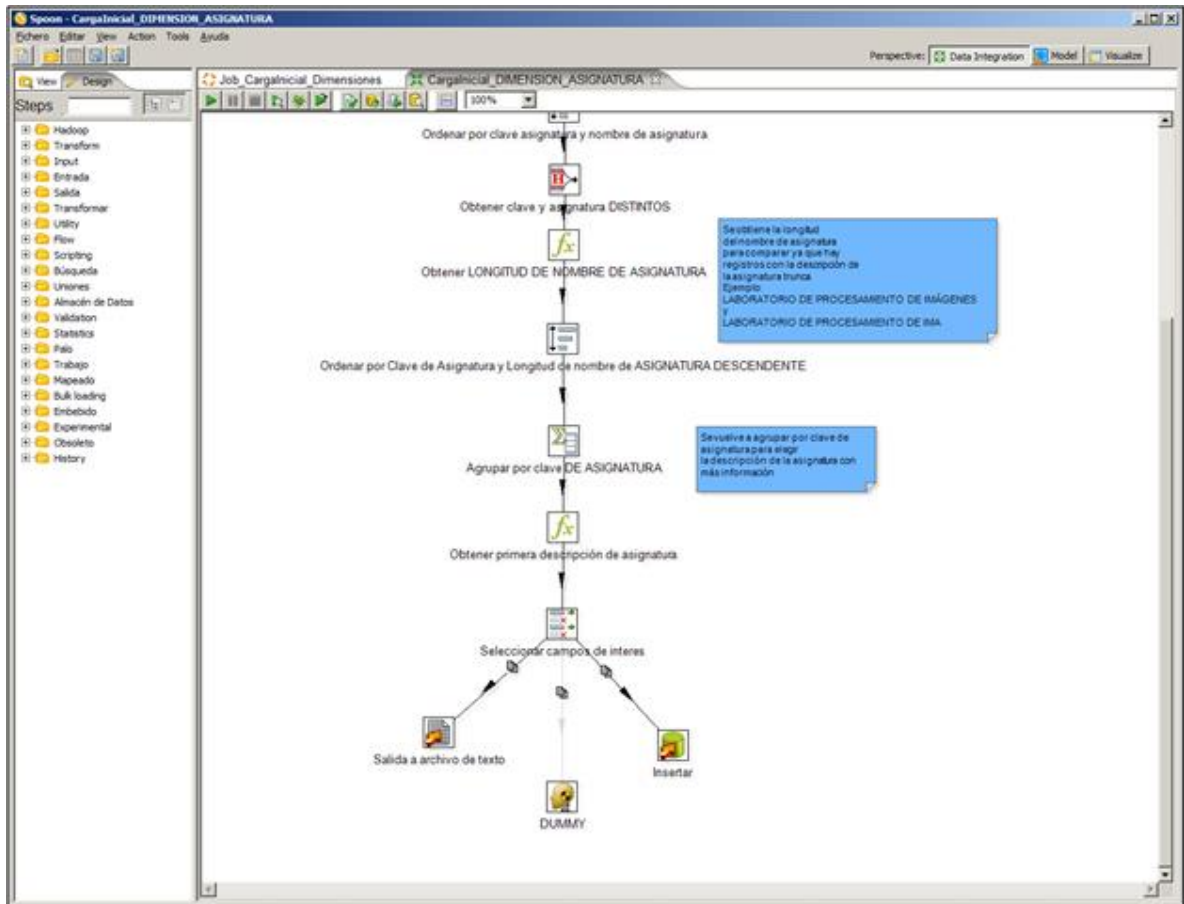 Spoon - CargaInicial_DIMENSION_ASIGNATURA
Fichero Editar View Action Tools Ayuda
Perspective: Data Integration Model Visualize
View Design
Job_CargaInicial_Dimensiones CargaInicial_DIMENSION_ASIGNATURA
Steps
100%
Hadoop
Transform
Input
Entrada
Salida
Transformar
Utility
Flow
Scripting
Búsqueda
Uniones
Almacén de Datos
Validation
Statistics
Palo
Trabajo
Mapeado
Bulk loading
Embebido
Experimental
Obsoleto
History
Ordenar por clave asignatura y nombre de asignatura
Obtener clave y asignatura DISTINTOS
Obtener LONGITUD DE NOMBRE DE ASIGNATURA
Se obtiene la longitud
del nombre de asignatura
para comparar ya que hay
registros con la descripción de
la asignatura trunca.
Ejemplo
LABORATORIO DE PROCESAMIENTO DE IMÁGENES
y
LABORATORIO DE PROCESAMIENTO DE IMA
Ordenar por Clave de Asignatura y Longitud de nombre de ASIGNATURA DESCENDENTE
Agrupar por clave DE ASIGNATURA
Se vuelve a agrupar por clave de
asignatura para elegir
la descripción de la asignatura con
más información
Obtener primera descripción de asignatura
Seleccionar campos de interes
Salida a archivo de texto
Insertar
DUMMY